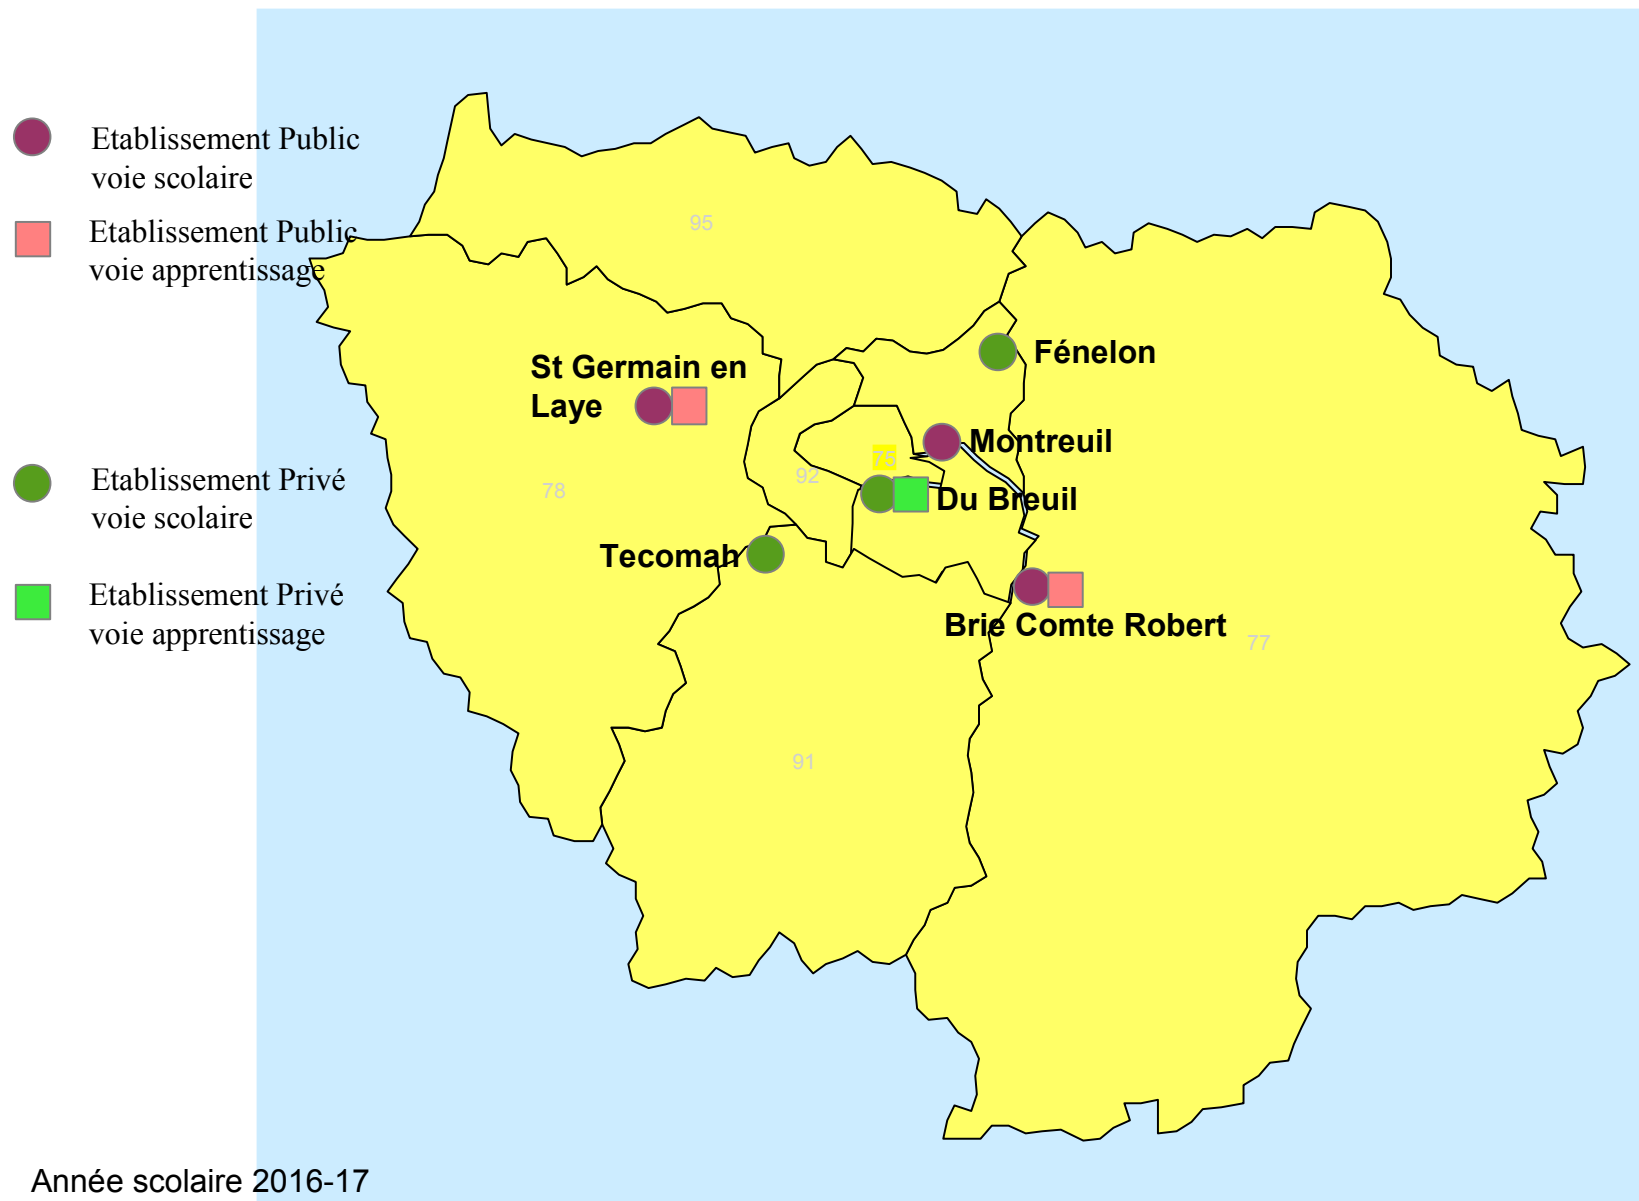 Etablissement Public
voie scolaire
Etablissement Public
voie apprentissage
Etablissement Privé
voie scolaire
Etablissement Privé
voie apprentissage
95
Fénelon
St Germain en
Laye
Montreuil
75
92
78
Du Breuil
Tecomah
Brie Comte Robert
77
91
Année scolaire 2016-17